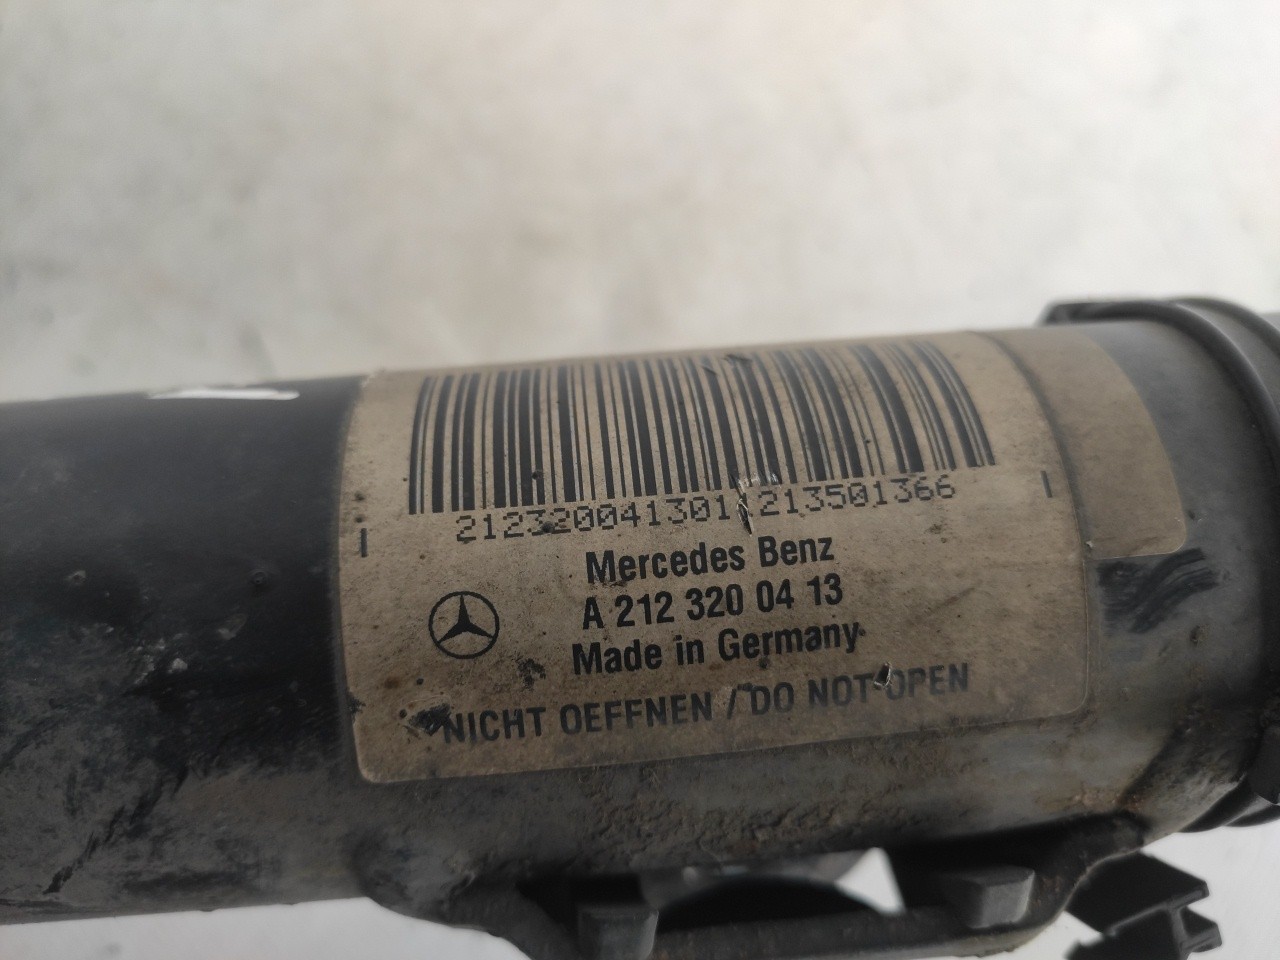 212320041301 213501366
Mercedes Benz
A 212 320 04 13
Made in Germany
NICHT OEFFNEN / DO NOT OPEN